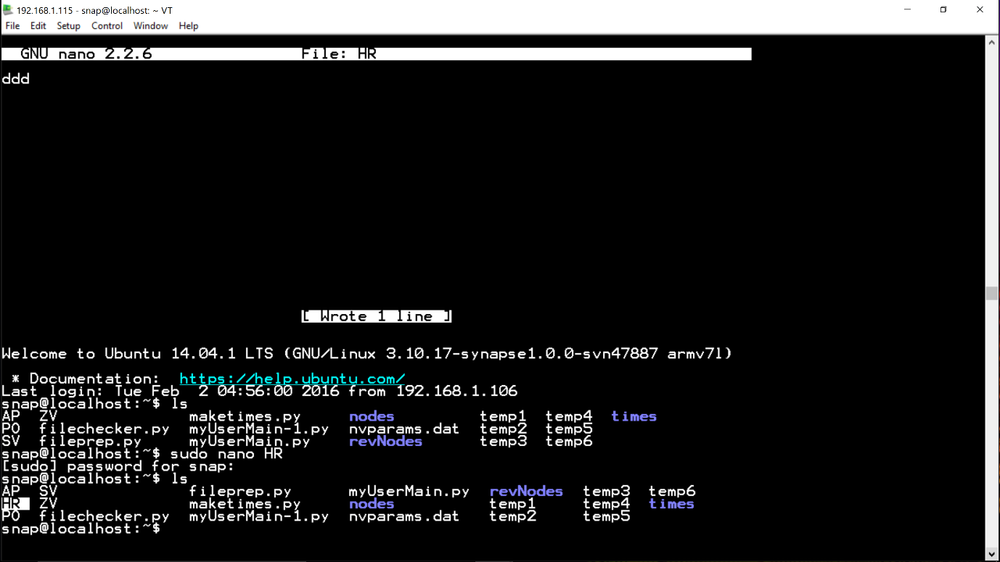 192.168.1.115 - snap@localhost: ~ VT
File Edit Setup Control Window Help
GNU nano 2.2.6 File: HR
ddd
[ Wrote 1 line ]
Welcome to Ubuntu 14.04.1 LTS (GNU/Linux 3.10.17-synapse1.0.0-svn47887 armv7l)
* Documentation: https://help.ubuntu.com/
Last login: Tue Feb 2 04:56:00 2016 from 192.168.1.106
snap@localhost:~$ ls
AP ZV maketimes.py nodes temp1 temp4 times
PO filechecker.py myUserMain-1.py nvparams.dat temp2 temp5
SV fileprep.py myUserMain.py revNodes temp3 temp6
snap@localhost:~$ sudo nano HR
[sudo] password for snap:
snap@localhost:~$ ls
AP SV fileprep.py myUserMain.py revNodes temp3 temp6
HR ZV maketimes.py nodes temp1 temp4 times
PO filechecker.py myUserMain-1.py nvparams.dat temp2 temp5
snap@localhost:~$